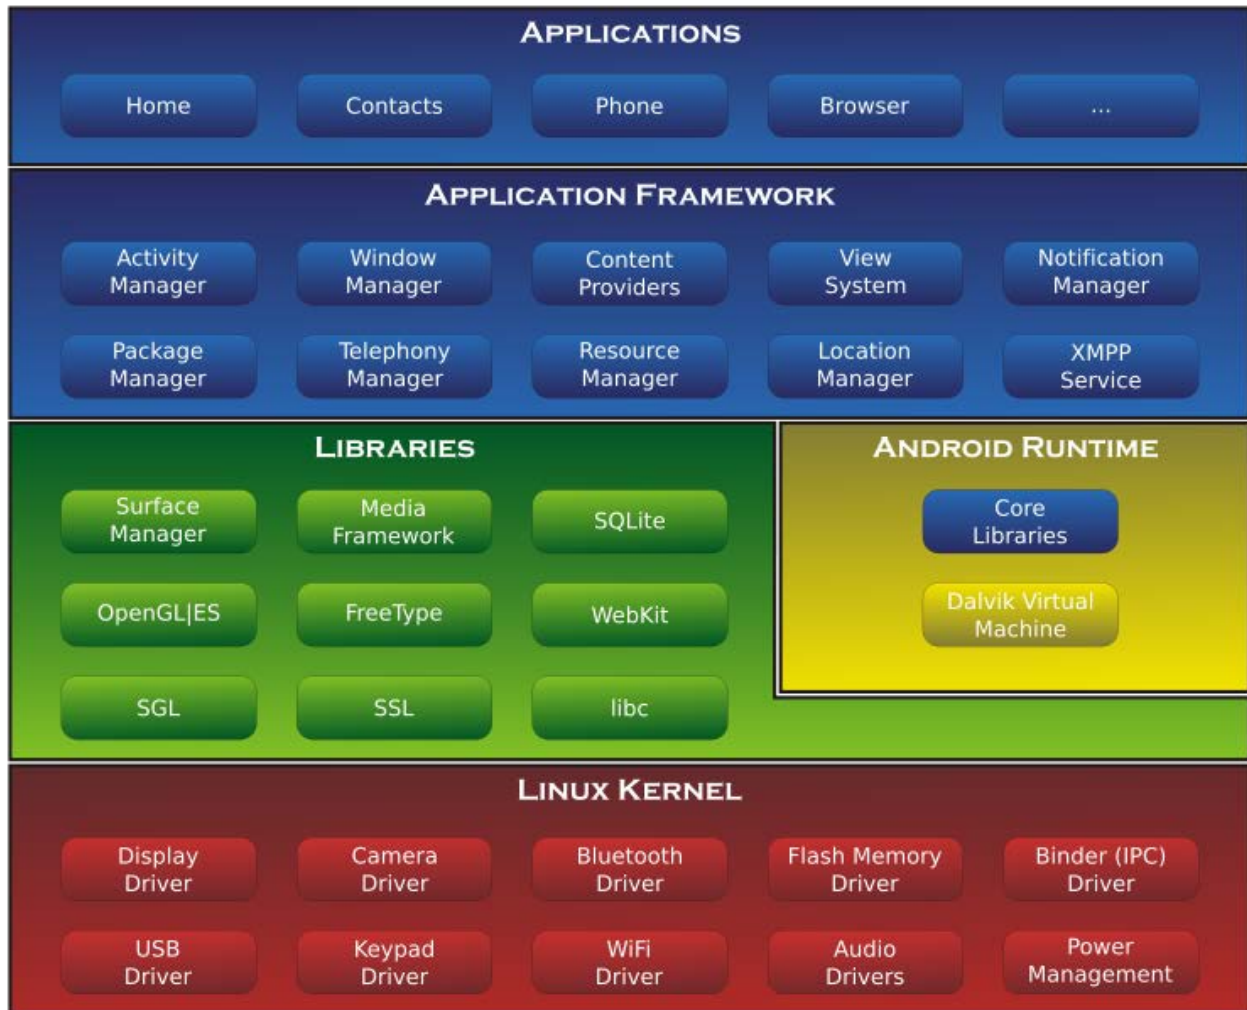 APPLICATIONS
Home
Contacts
Phone
Browser
...
APPLICATION FRAMEWORK
Activity
Manager
Window
Manager
Content
Providers
View
System
Notification
Manager
Package
Manager
Telephony
Manager
Resource
Manager
Location
Manager
XMPP
Service
LIBRARIES
Surface
Manager
Media
Framework
SQLite
OpenGL|ES
FreeType
WebKit
SGL
SSL
libc
ANDROID RUNTIME
Core
Libraries
Dalvik Virtual
Machine
LINUX KERNEL
Display
Driver
Camera
Driver
Bluetooth
Driver
Flash Memory
Driver
Binder (IPC)
Driver
USB
Driver
Keypad
Driver
WiFi
Driver
Audio
Drivers
Power
Management